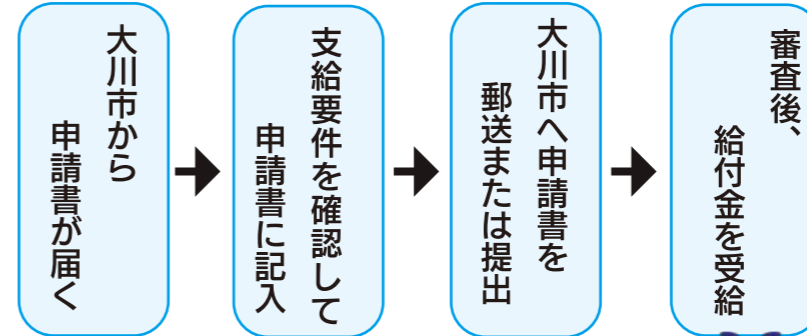 大川市から
申請書が届く
支給要件を確認して
申請書に記入
大川市へ申請書を
郵送または提出
審査後、
給付金を受給